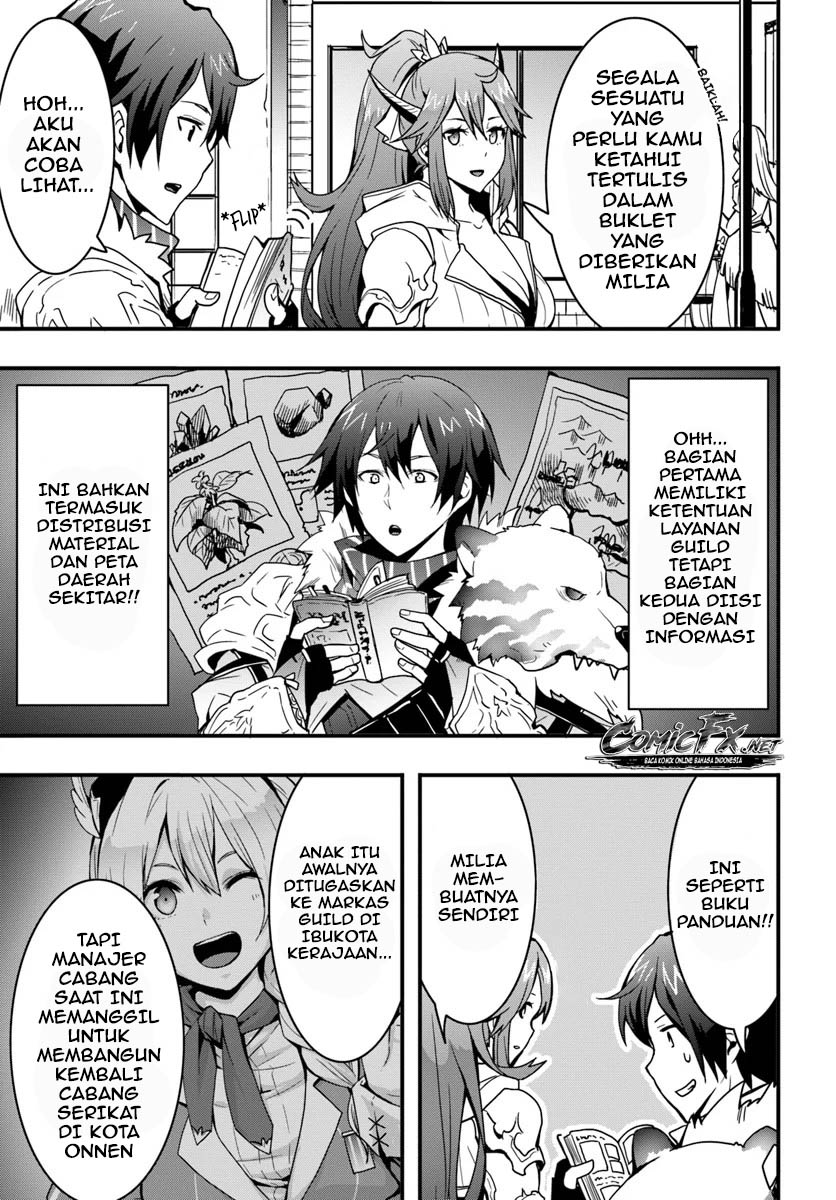 BAIKLAH!
SEGALA
SESUATU
YANG
PERLU KAMU
KETAHUI
TERTULIS
DALAM
BUKLET
YANG
DIBERIKAN
MILIA
HOH...
AKU
AKAN
COBA
LIHAT...
*FLIP*
OHH...
BAGIAN
PERTAMA
MEMILIKI
KETENTUAN
LAYANAN
GUILD
TETAPI
BAGIAN
KEDUA DIISI
DENGAN
INFORMASI
INI BAHKAN
TERMASUK
DISTRIBUSI
MATERIAL
DAN PETA
DAERAH
SEKITAR!!
COMICFX.NET
BACA KOMIK ONLINE BAHASA INDONESIA
INI
SEPERTI
BUKU
PANDUAN!!
MILIA
MEM-
BUATNYA
SENDIRI
ANAK ITU
AWALNYA
DITUGASKAN
KE MARKAS
GUILD DI
IBUKOTA
KERAJAAN...
TAPI
MANAJER
CABANG
SAAT INI
MEMANGGIL
UNTUK
MEMBANGUN
KEMBALI
CABANG
SERIKAT
DI KOTA
ONNEN